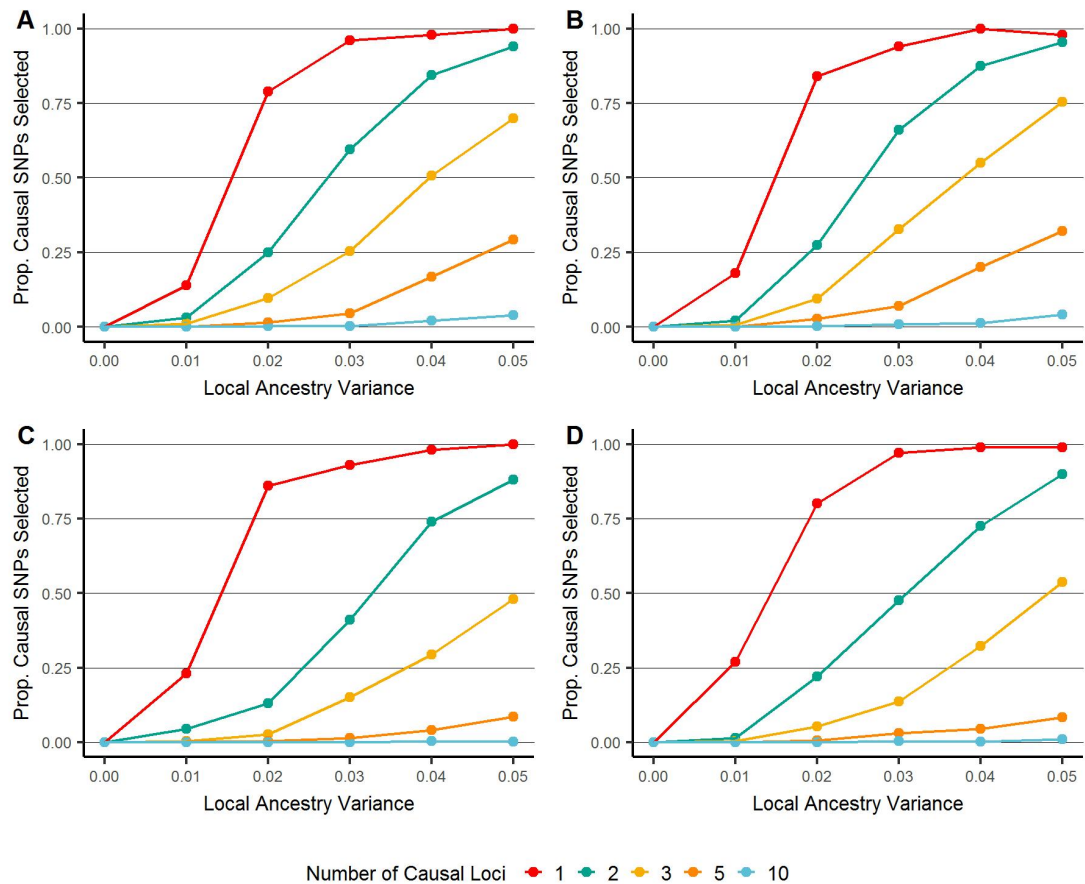 A
B
Prop. Causal SNPs Selected
1.00
0.75
0.50
0.25
0.00
0.00 0.01 0.02 0.03 0.04 0.05
Local Ancestry Variance
Prop. Causal SNPs Selected
1.00
0.75
0.50
0.25
0.00
0.00 0.01 0.02 0.03 0.04 0.05
Local Ancestry Variance
C
D
Prop. Causal SNPs Selected
1.00
0.75
0.50
0.25
0.00
0.00 0.01 0.02 0.03 0.04 0.05
Local Ancestry Variance
Prop. Causal SNPs Selected
1.00
0.75
0.50
0.25
0.00
0.00 0.01 0.02 0.03 0.04 0.05
Local Ancestry Variance
Number of Causal Loci 1 2 3 5 10